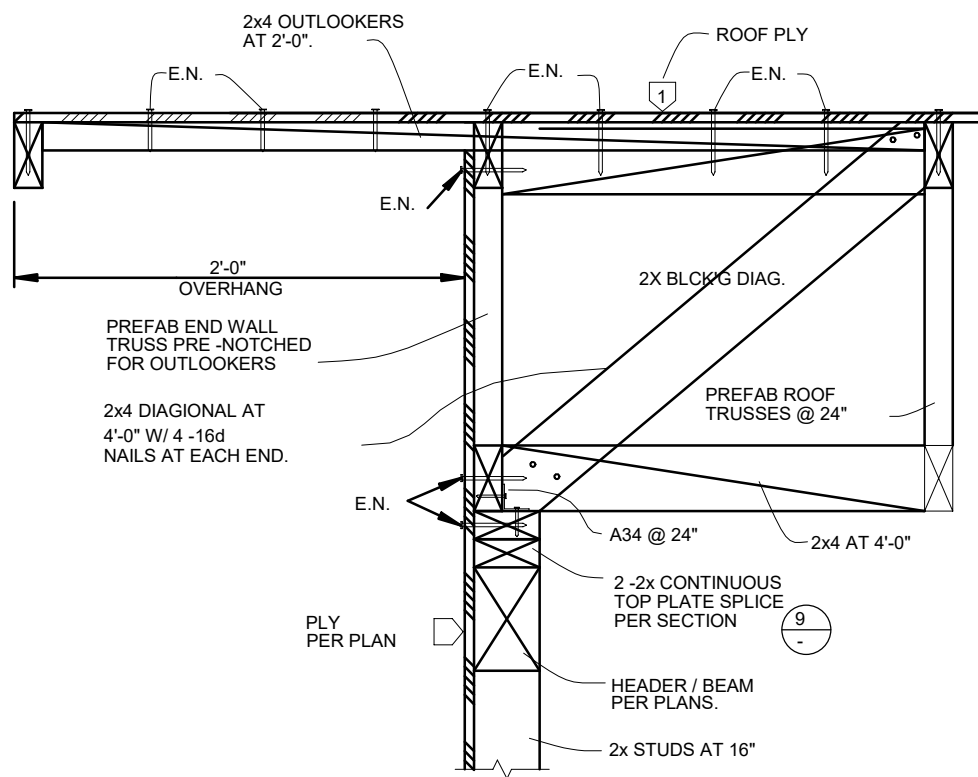 2x4 OUTLOOKERS
AT 2'-0".
ROOF PLY
E.N.
E.N.
E.N.
1
E.N.
2'-0"
OVERHANG
2X BLCK'G DIAG.
PREFAB END WALL
TRUSS PRE -NOTCHED
FOR OUTLOOKERS
PREFAB ROOF
TRUSSES @ 24"
2x4 DIAGIONAL AT
4'-0" W/ 4 -16d
NAILS AT EACH END.
E.N.
A34 @ 24"
2x4 AT 4'-0"
2 -2x CONTINUOUS
TOP PLATE SPLICE
PER SECTION
9
-
PLY
PER PLAN
HEADER / BEAM
PER PLANS.
2x STUDS AT 16"